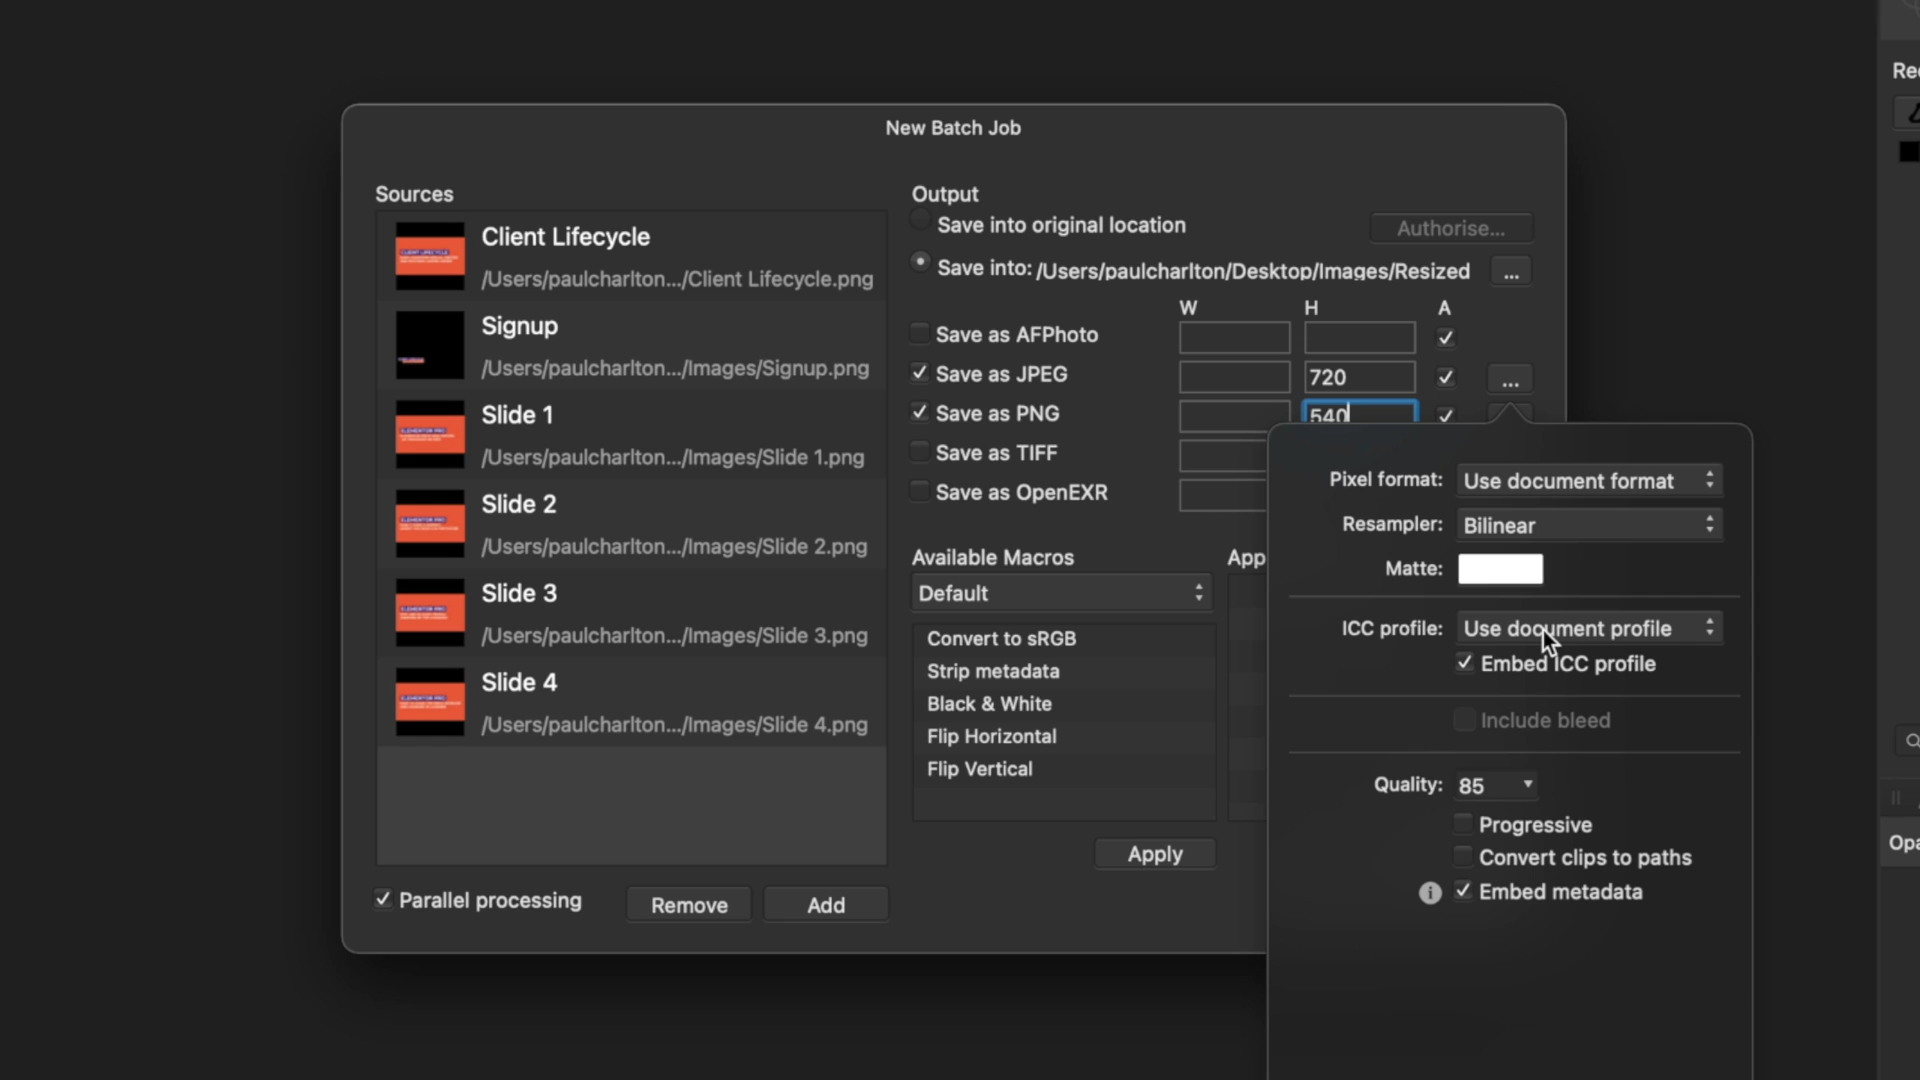 New Batch Job
Sources
Client Lifecycle
/Users/paulcharlton.../Client Lifecycle.png
Signup
/Users/paulcharlton.../Images/Signup.png
Slide 1
/Users/paulcharlton.../Images/Slide 1.png
Slide 2
/Users/paulcharlton.../Images/Slide 2.png
Slide 3
/Users/paulcharlton.../Images/Slide 3.png
Slide 4
/Users/paulcharlton.../Images/Slide 4.png
Parallel processing
Remove
Add
Output
Save into original location
Authorise...
Save into: /Users/paulcharlton/Desktop/Images/Resized
...
W H A
Save as AFPhoto
Save as JPEG 720 ...
Save as PNG 540
Save as TIFF
Save as OpenEXR
Available Macros
Default
Convert to sRGB
Strip metadata
Black & White
Flip Horizontal
Flip Vertical
Apply
App
Pixel format: Use document format
Resampler: Bilinear
Matte:
ICC profile: Use document profile
Embed ICC profile
Include bleed
Quality: 85
Progressive
Convert clips to paths
Embed metadata
Rec
Opa